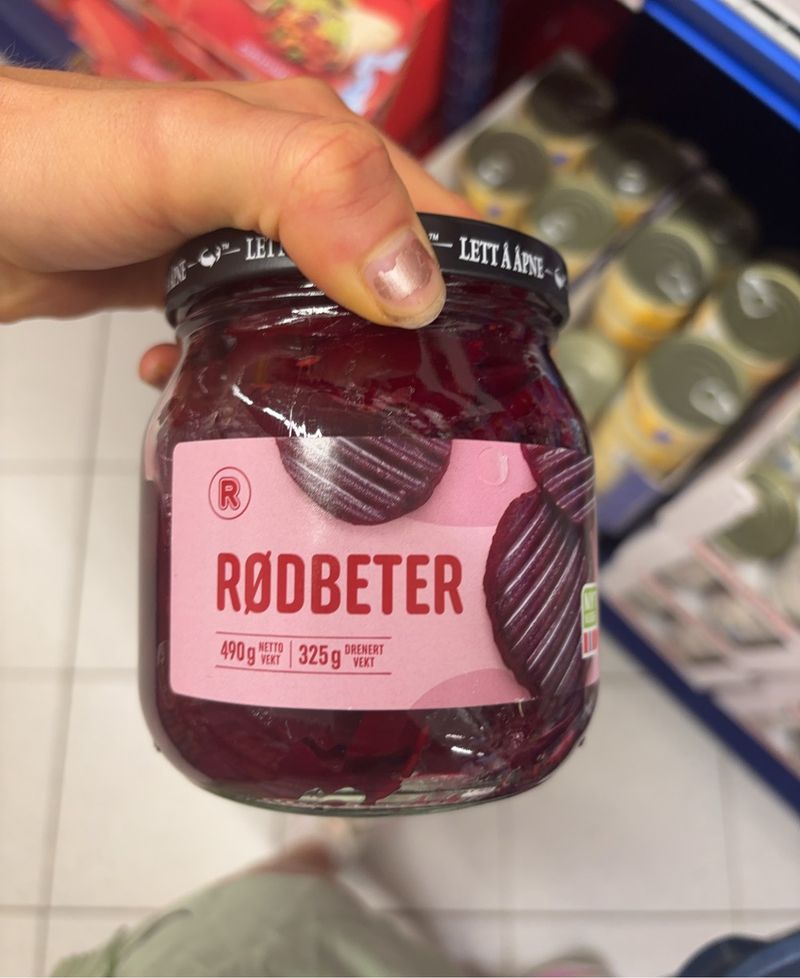 LETT Å ÅPNE
R
RØDBETER
490g NETTO VEKT | 325g DRENERT VEKT